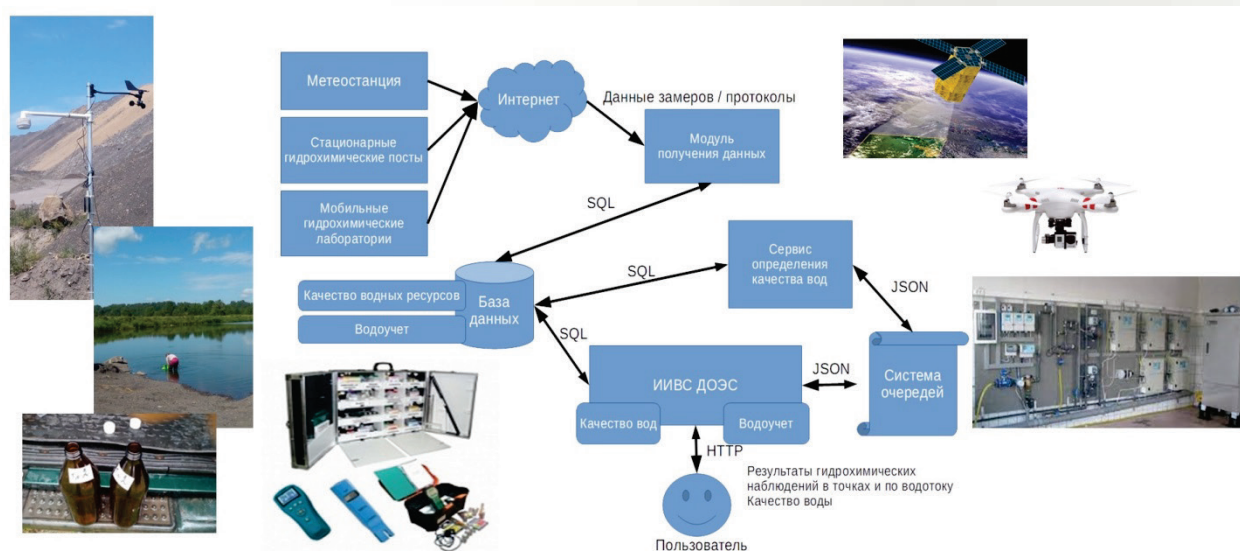 Метеостанция
Стационарные
гидрохимические посты
Мобильные
гидрохимические
лаборатории
Интернет
Данные замеров / протоколы
Модуль
получения данных
SQL
Качество водных ресурсов
Водоучет
База
данных
SQL
Сервис
определения
качества вод
JSON
SQL
ИИВС ДОЭС
Качество вод
Водоучет
JSON
Система
очередей
HTTP
Результаты гидрохимических
наблюдений в точках и по водотоку
Качество воды
Пользователь